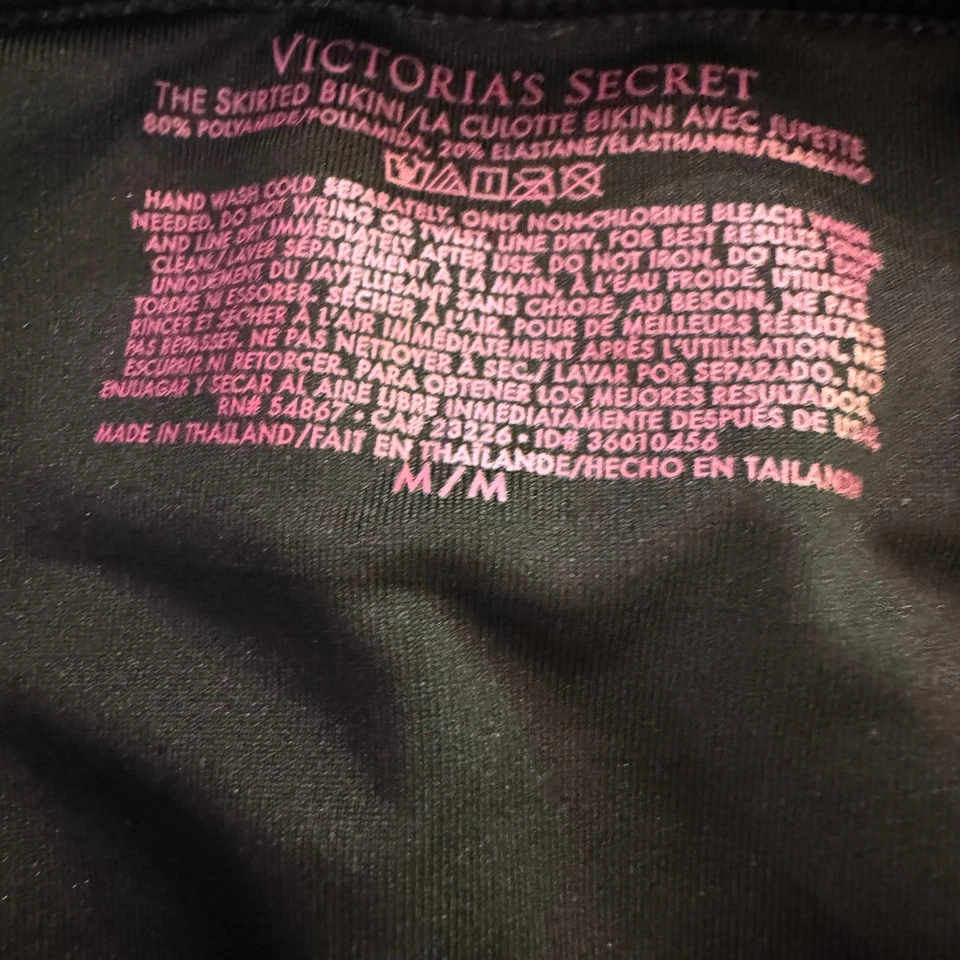 VICTORIA'S SECRET
THE SKIRTED BIKINI/LA CULOTTE BIKINI AVEC JUPETTE
80% POLYAMIDE/POLIAMIDA, 20% ELASTANE/ÉLASTHANNE/ELASTANO
HAND WASH COLD SEPARATELY. ONLY NON-CHLORINE BLEACH WHEN
NEEDED. DO NOT WRING OR TWIST. LINE DRY. FOR BEST RESULTS,
AND LINE DRY IMMEDIATELY AFTER USE. DO NOT IRON. DO NOT DRY
CLEAN./LAVER SÉPARÉMENT À LA MAIN, À L'EAU FROIDE. UTILISER
UNIQUEMENT DU JAVELLISANT SANS CHLORE, AU BESOIN. NE PAS
TORDRE NI ESSORER. SÉCHER À L'AIR. POUR DE MEILLEURS RÉSULTATS
RINCER ET SÉCHER À L'AIR IMMÉDIATEMENT APRÈS L'UTILISATION. NE
PAS REPASSER. NE PAS NETTOYER À SEC./ LAVAR POR SEPARADO. NO
ESCURRIR NI RETORCER. PARA OBTENER LOS MEJORES RESULTADOS,
ENJUAGAR Y SECAR AL AIRE LIBRE INMEDIATAMENTE DESPUÉS DE
RN# 54867 • CA# 23226 • ID# 36010456
MADE IN THAILAND/FAIT EN THAÏLANDE/HECHO EN TAILANDIA
M/M